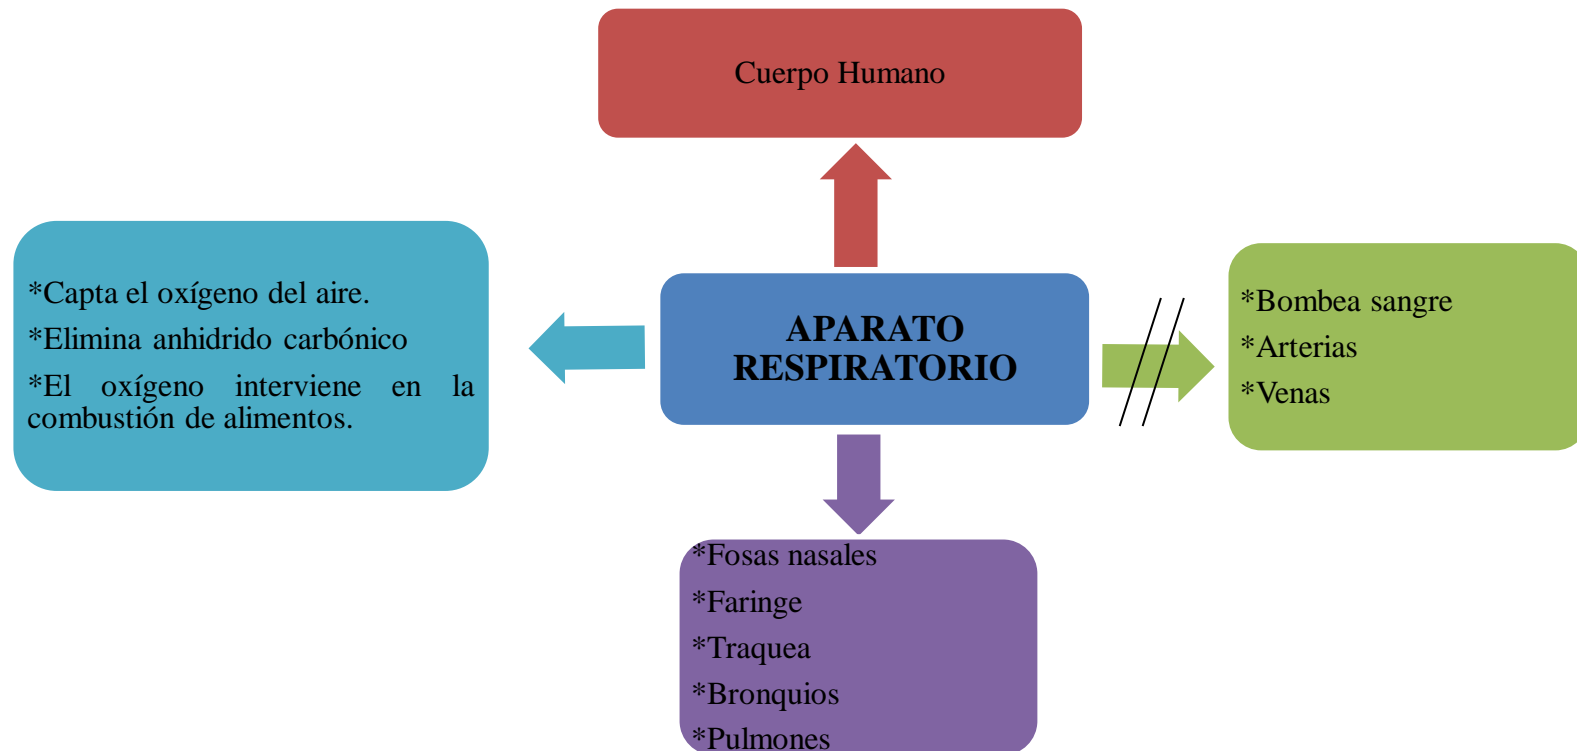 Cuerpo Humano
*Capta el oxígeno del aire.
*Elimina anhidrido carbónico
*El oxígeno interviene en la
combustión de alimentos.
APARATO
RESPIRATORIO
*Bombea sangre
*Arterias
*Venas
*Fosas nasales
*Faringe
*Traquea
*Bronquios
*Pulmones